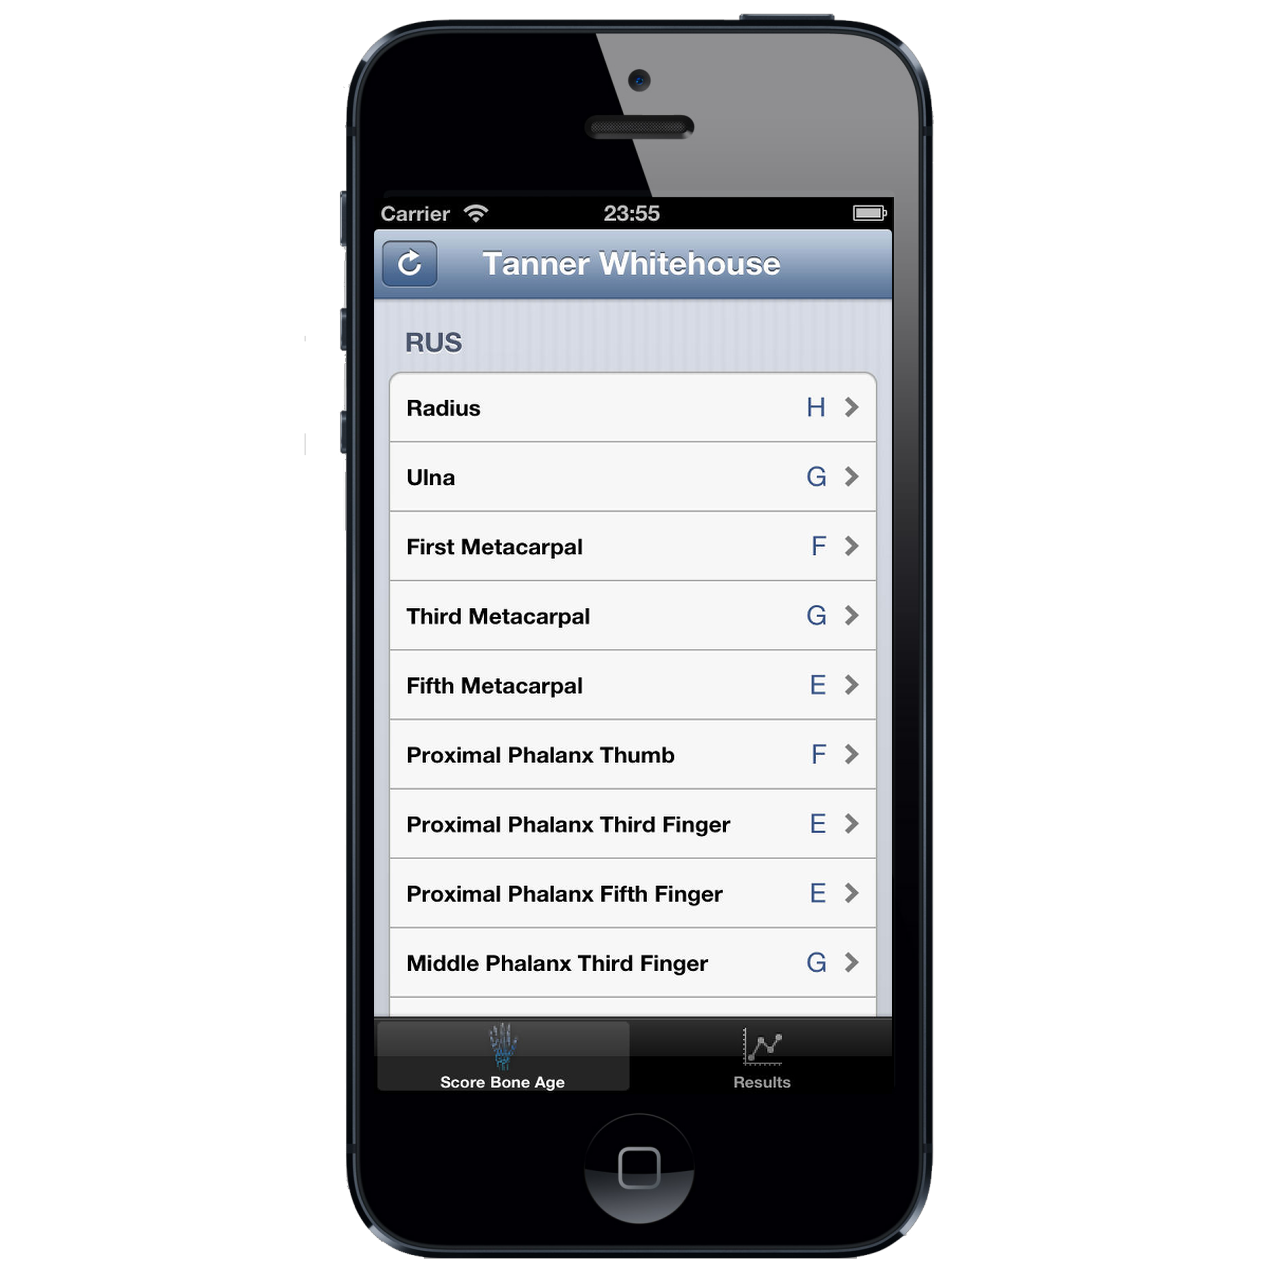 Carrier 23:55
Tanner Whitehouse
RUS
Radius H
Ulna G
First Metacarpal F
Third Metacarpal G
Fifth Metacarpal E
Proximal Phalanx Thumb F
Proximal Phalanx Third Finger E
Proximal Phalanx Fifth Finger E
Middle Phalanx Third Finger G
Score Bone Age Results